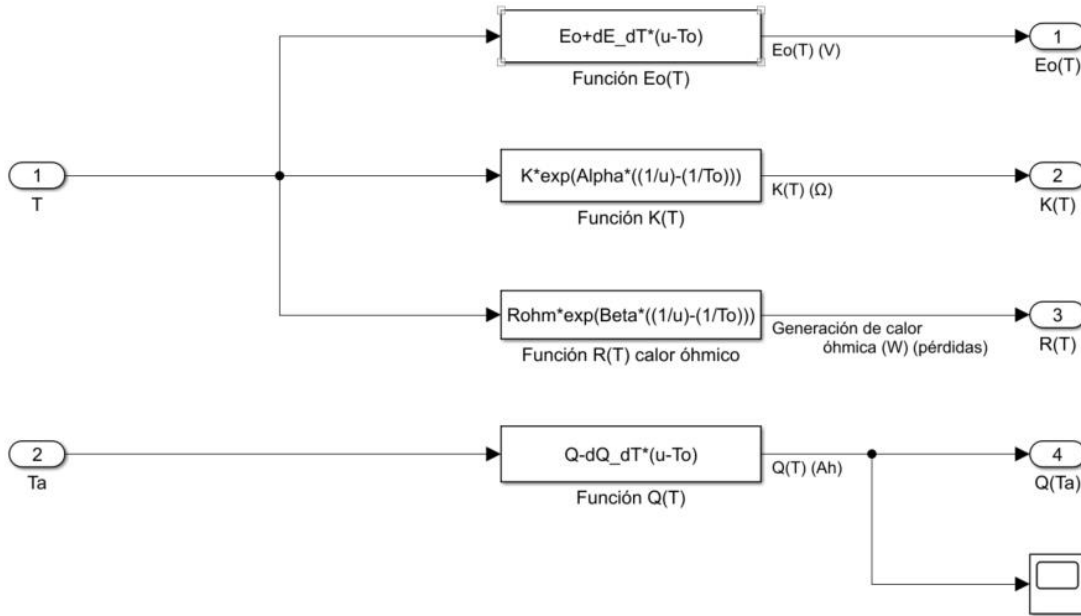 Eo+dE_dT*(u-To)
Eo(T) (V)
1
Función Eo(T)
Eo(T)
1
T
K*exp(Alpha*((1/u)-(1/To)))
K(T) (Ω)
2
Función K(T)
K(T)
Rohm*exp(Beta*((1/u)-(1/To)))
Generación de calor
óhmica (W) (pérdidas)
3
Función R(T) calor óhmico
R(T)
2
Ta
Q-dQ_dT*(u-To)
Q(T) (Ah)
4
Función Q(T)
Q(Ta)